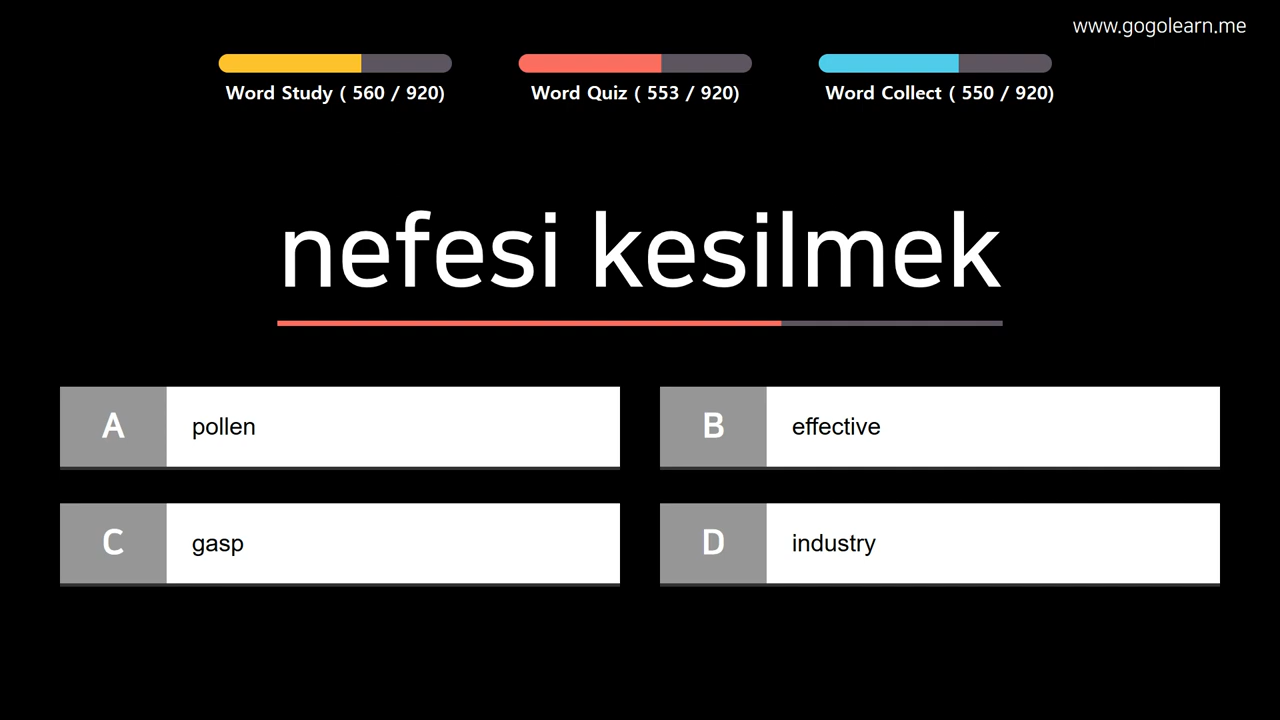 www.gogolearn.me
Word Study ( 560 / 920)
Word Quiz ( 553 / 920)
Word Collect ( 550 / 920)
nefesi kesilmek
A pollen
B effective
C gasp
D industry